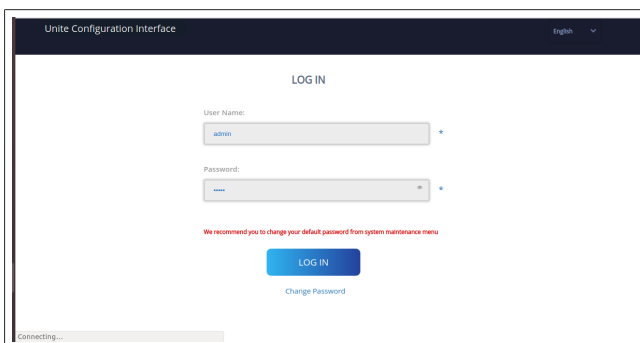 Unite Configuration Interface
English
LOG IN
User Name:
admin
*
Password:
•••••
*
We recommend you to change your default password from system maintenance menu
LOG IN
Change Password
Connecting...